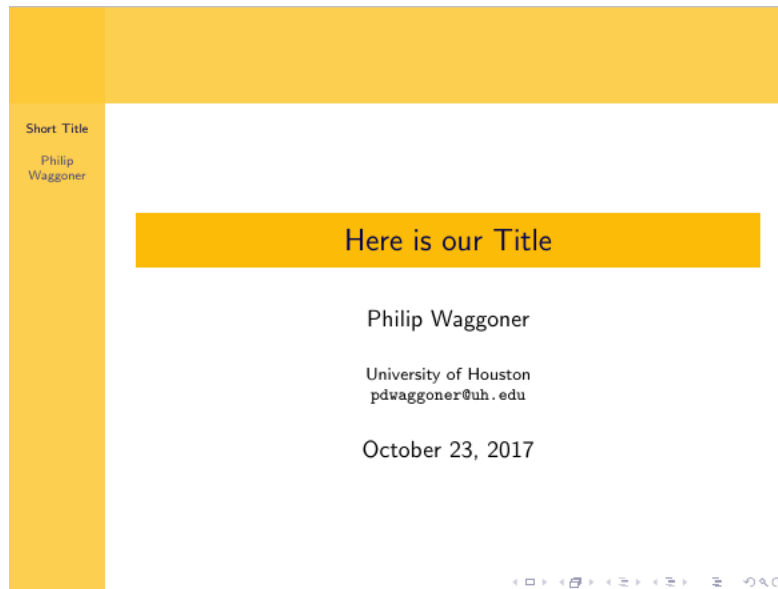 Short Title
Philip
Waggoner
Here is our Title
Philip Waggoner
University of Houston
pdwaggoner@uh.edu
October 23, 2017